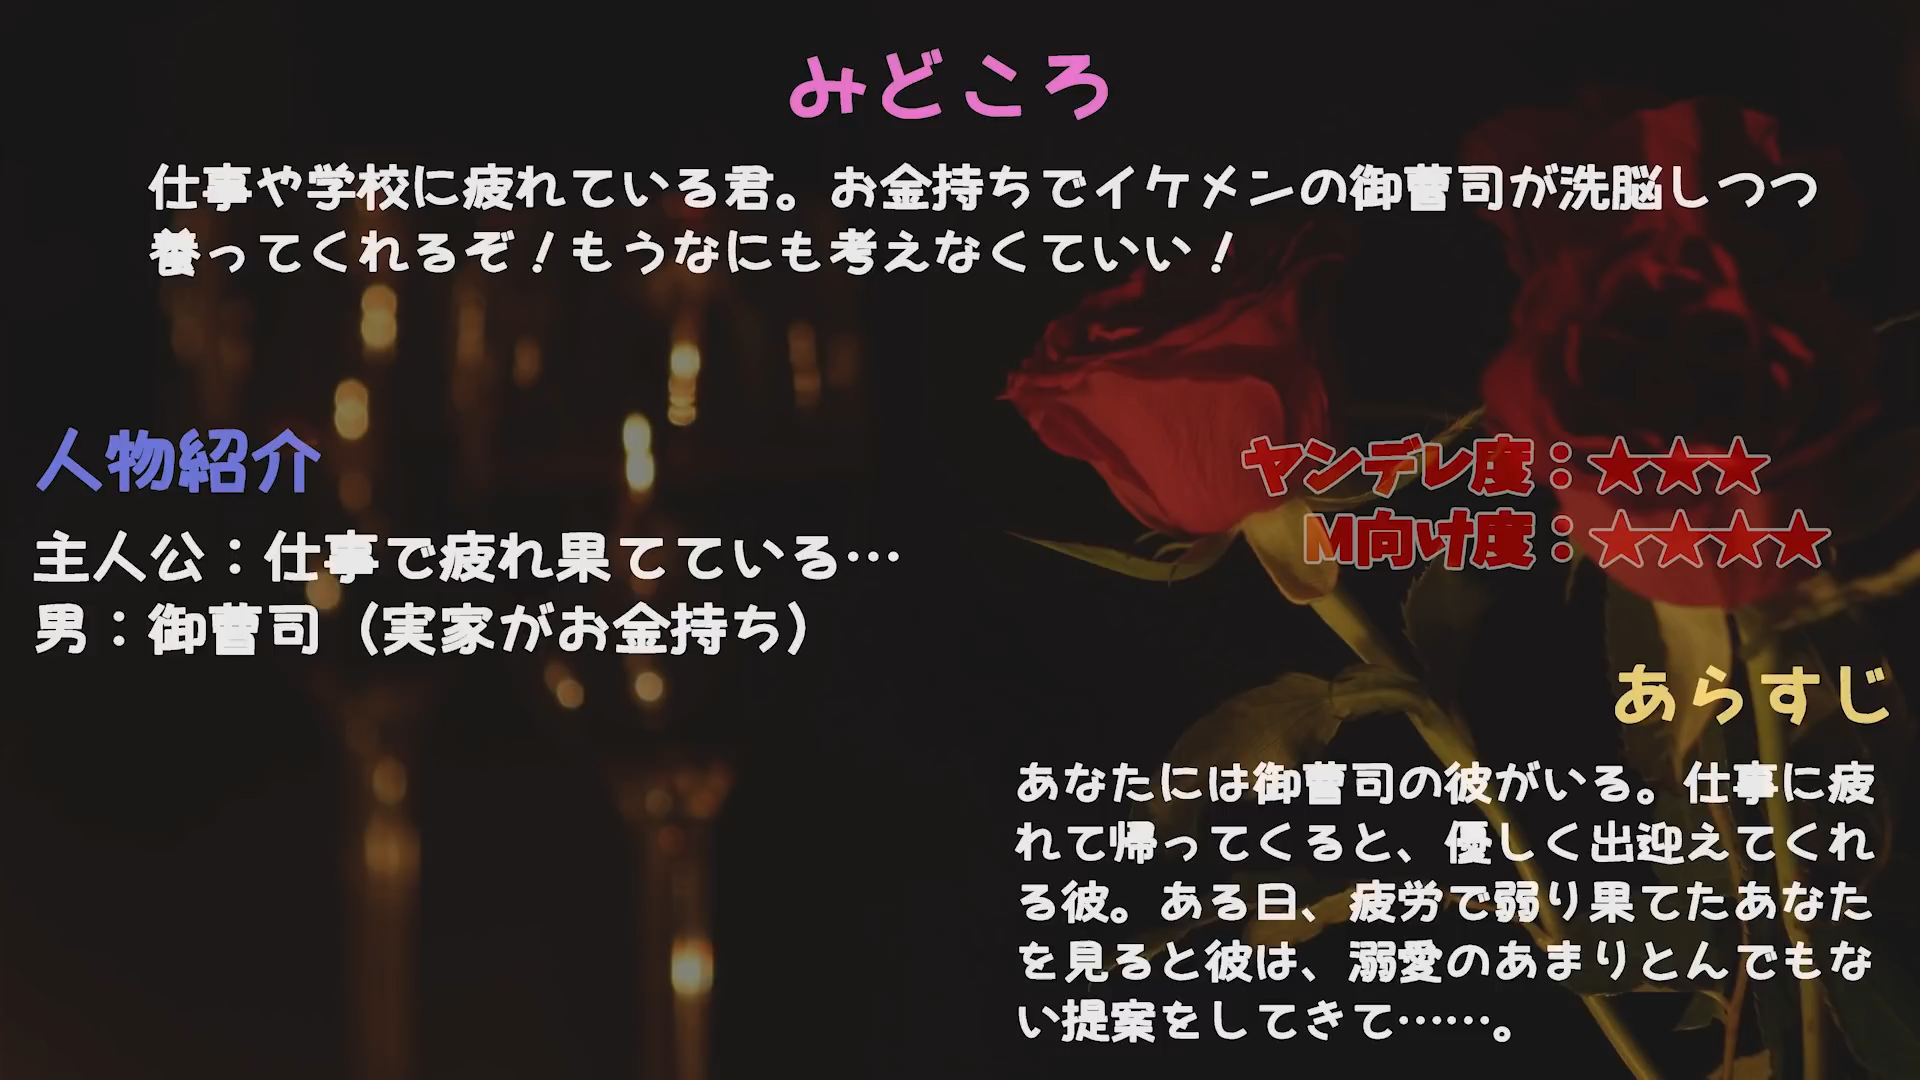 みどころ
仕事や学校に疲れている君。お金持ちでイケメンの御曹司が洗脳しつつ
養ってくれるぞ！もうなにも考えなくていい！
人物紹介
主人公：仕事で疲れ果てている…
男：御曹司（実家がお金持ち）
ヤンデレ度：★★★
M向け度：★★★★
あらすじ
あなたには御曹司の彼がいる。仕事に疲
れて帰ってくると、優しく出迎えてくれ
る彼。ある日、疲労で弱り果てたあなた
を見ると彼は、溺愛のあまりとんでもな
い提案をしてきて……。